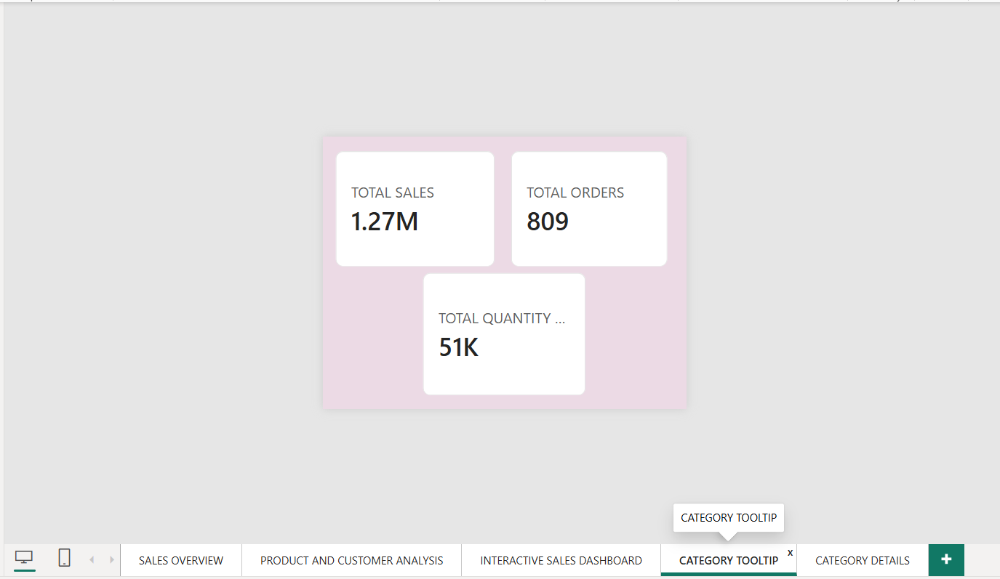 TOTAL SALES
1.27M
TOTAL ORDERS
809
TOTAL QUANTITY ...
51K
CATEGORY TOOLTIP
SALES OVERVIEW
PRODUCT AND CUSTOMER ANALYSIS
INTERACTIVE SALES DASHBOARD
CATEGORY TOOLTIP
x
CATEGORY DETAILS
+